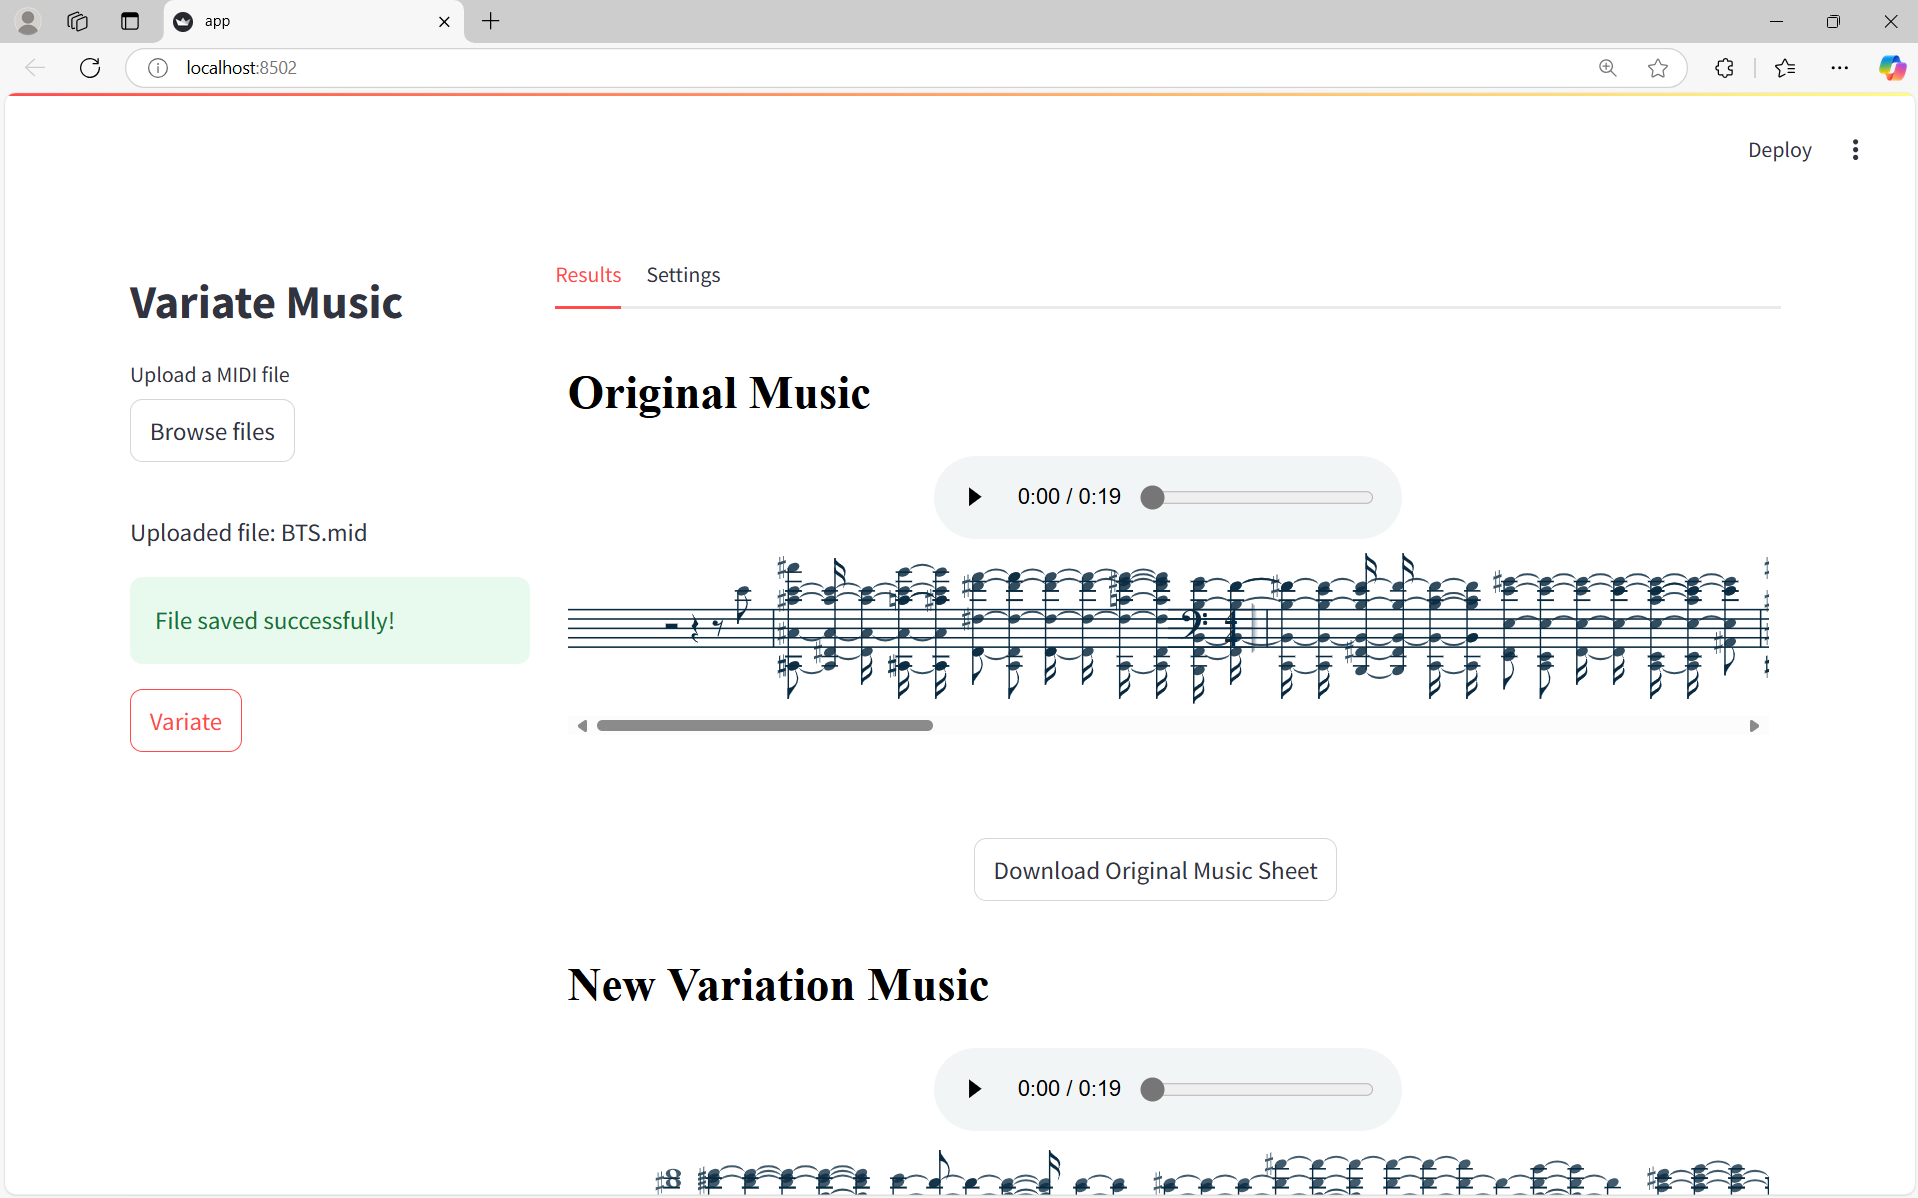 app
localhost:8502
Deploy
Variate Music
Upload a MIDI file
Browse files
Uploaded file: BTS.mid
File saved successfully!
Variate
Results
Settings
Original Music
0:00 / 0:19
Download Original Music Sheet
New Variation Music
0:00 / 0:19